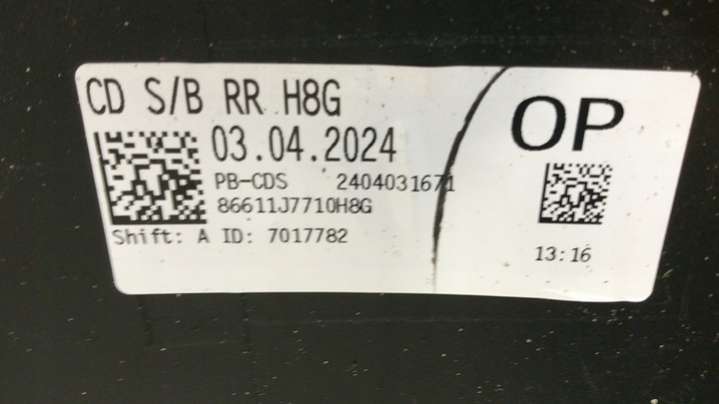 CD S/B RR H8G
OP
03.04.2024
PB-CDS 2404031671
86611J7710H8G
Shift: A ID: 7017782
13:16